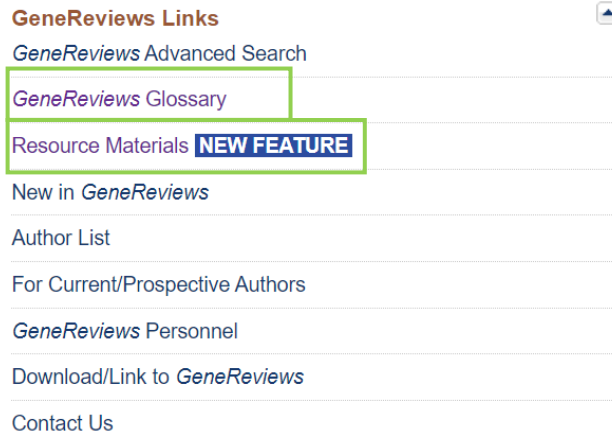 GeneReviews Links
GeneReviews Advanced Search
GeneReviews Glossary
Resource Materials NEW FEATURE
New in GeneReviews
Author List
For Current/Prospective Authors
GeneReviews Personnel
Download/Link to GeneReviews
Contact Us